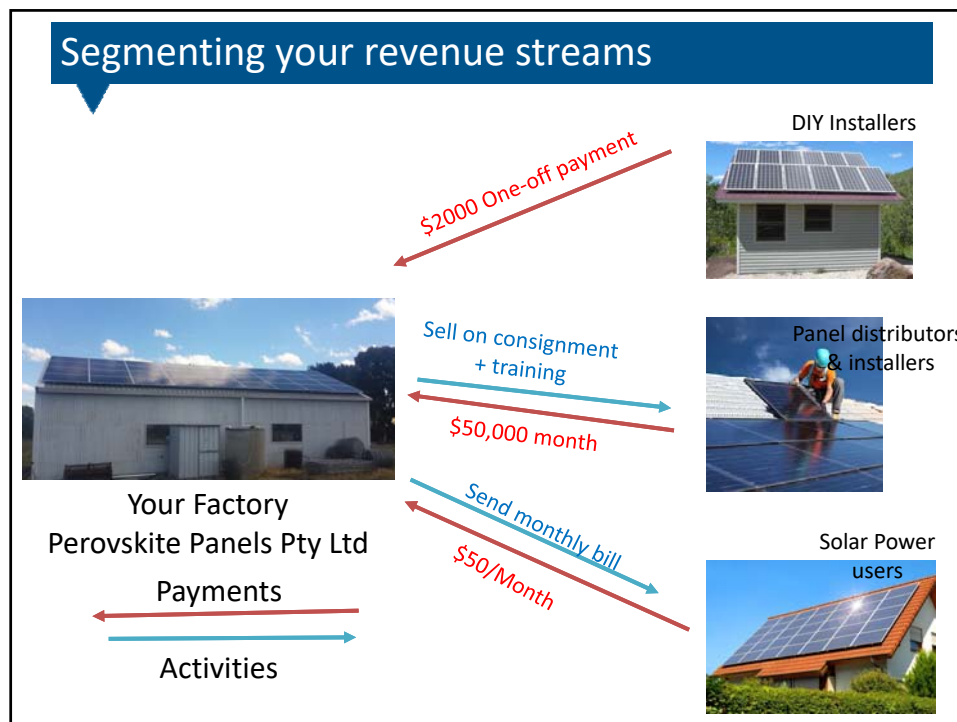 Segmenting your revenue streams
DIY Installers
$2000 One-off payment
Panel distributors
& installers
Sell on consignment
+ training
$50,000 month
Your Factory
Perovskite Panels Pty Ltd
Send monthly bill
$50/Month
Solar Power
users
Payments
Activities